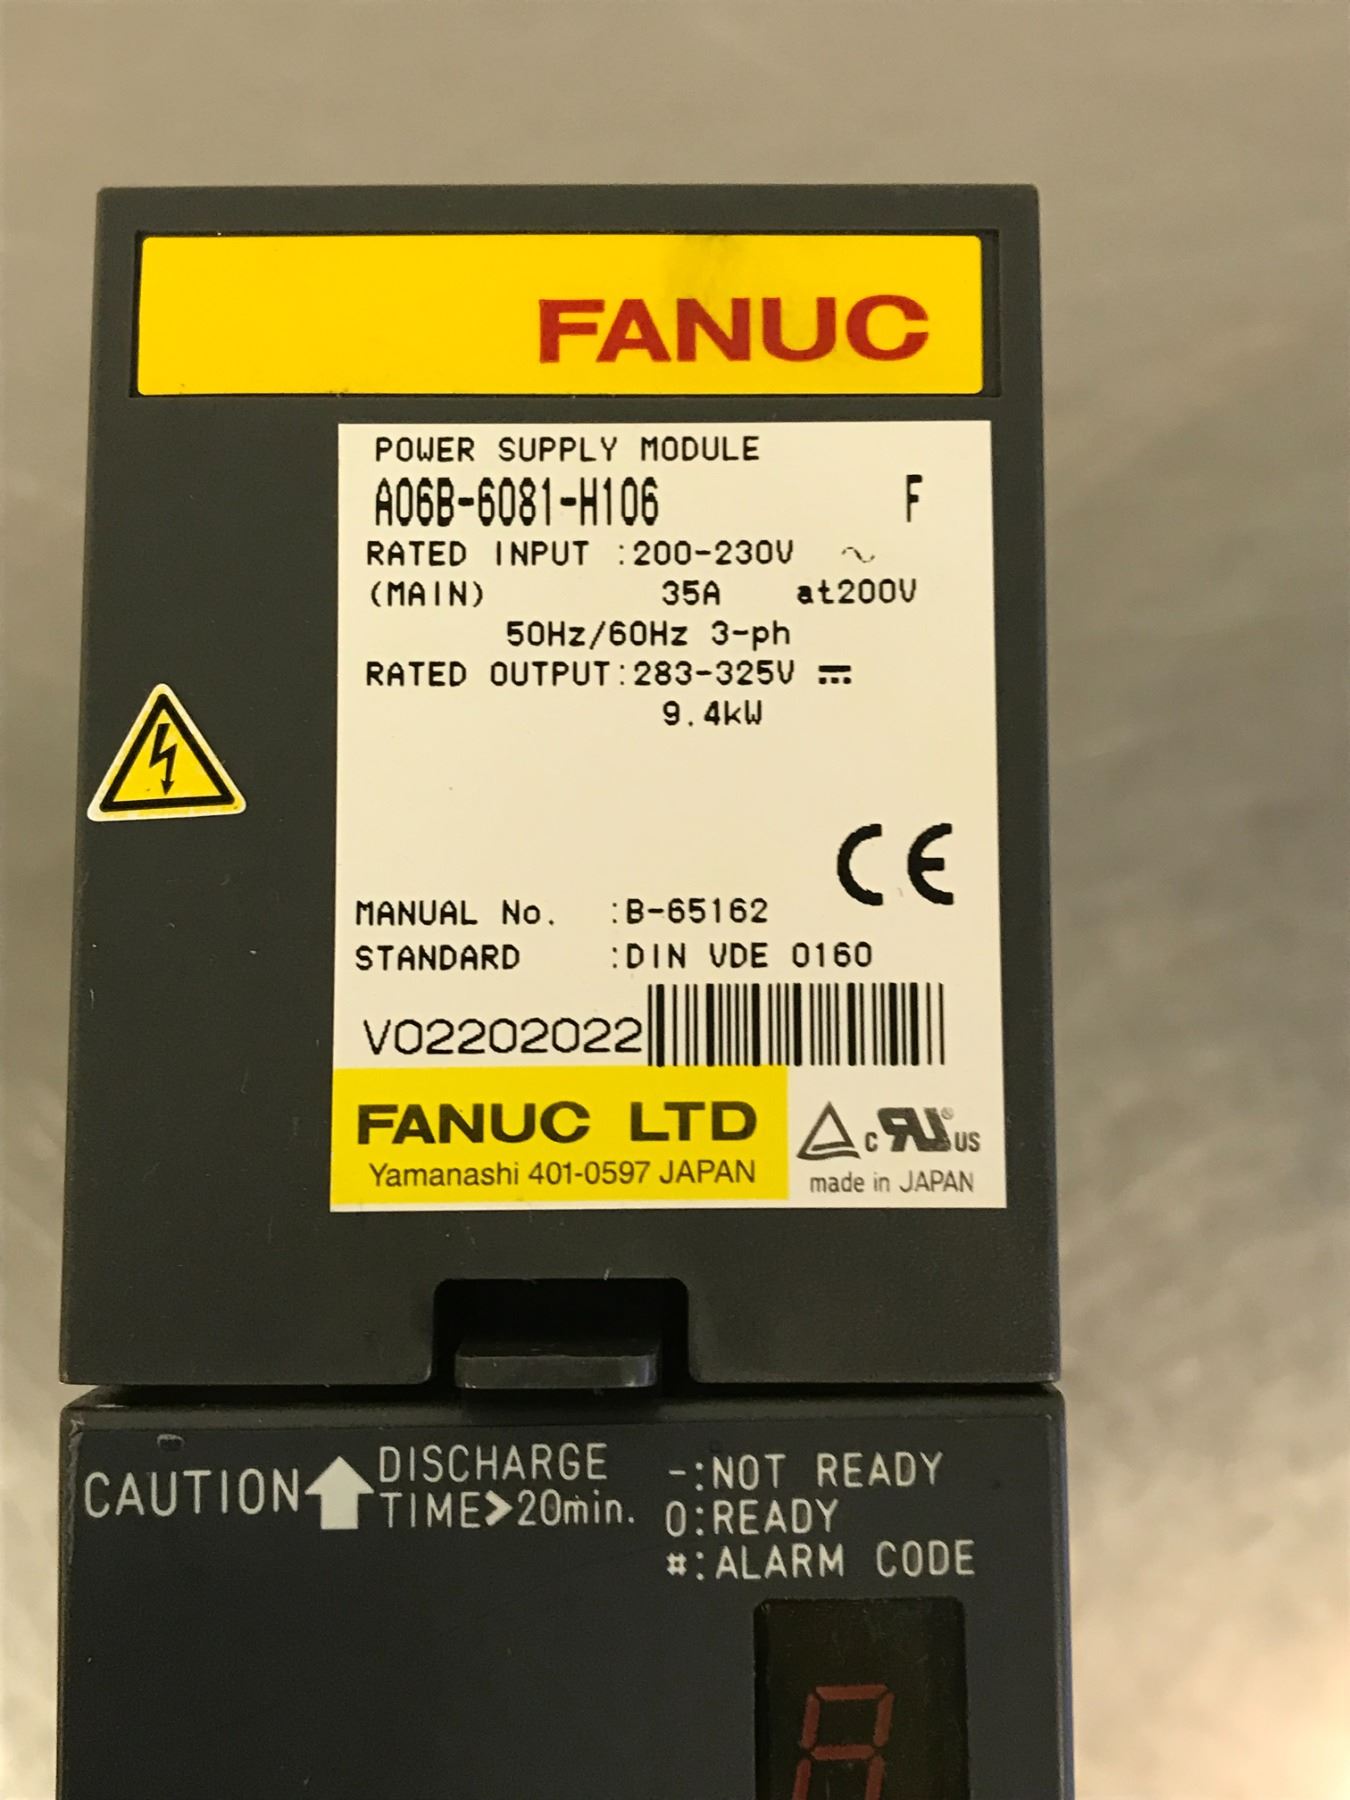 FANUC
POWER SUPPLY MODULE
A06B-6081-H106 F
RATED INPUT :200-230V ~
(MAIN) 35A at200V
50Hz/60Hz 3-ph
RATED OUTPUT:283-325V ⎓
9.4kW
CE
MANUAL No. :B-65162
STANDARD :DIN VDE 0160
V02202022
FANUC LTD
Yamanashi 401-0597 JAPAN
c RU ® US
made in JAPAN
CAUTION
DISCHARGE
TIME>20min.
-:NOT READY
0:READY
#:ALARM CODE